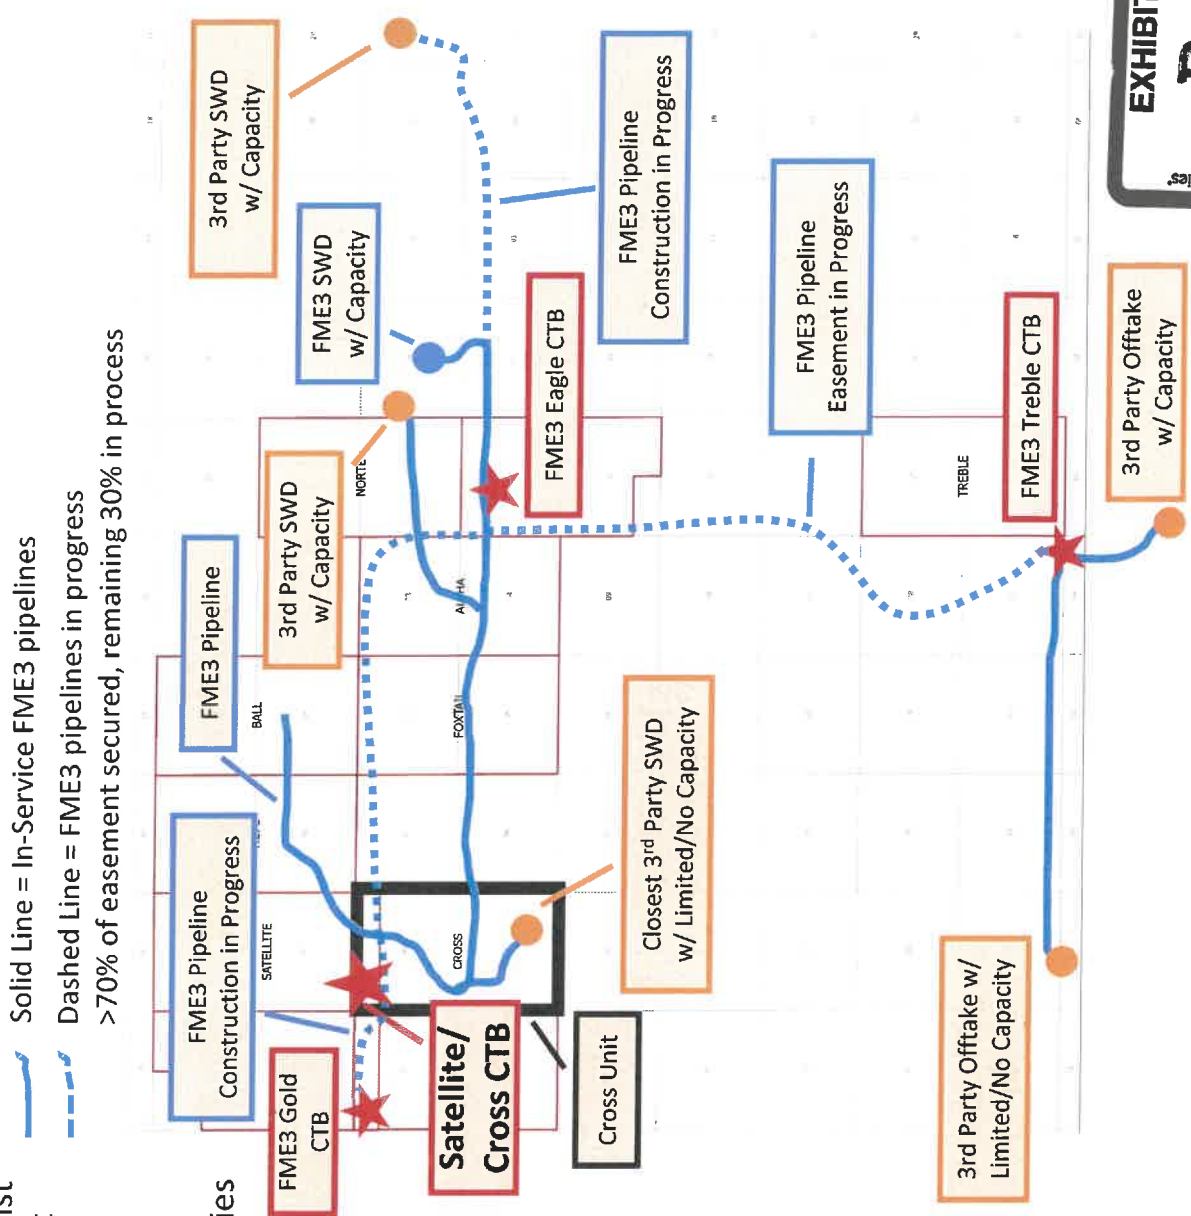 Solid Line = In-Service FME3 pipelines
Dashed Line = FME3 pipelines in progress
>70% of easement secured, remaining 30% in process
ist
ies
FME3 Pipeline
Construction in Progress
FME3 Pipeline
3rd Party SWD
w/ Capacity
FME3 SWD
w/ Capacity
3rd Party SWD
w/ Capacity
FME3 Gold
CTB
SATELLITE
BALL
NORTE
Satellite/
Cross CTB
CROSS
FOXTAIL
ALPHA
FME3 Eagle CTB
FME3 Pipeline
Construction in Progress
Cross Unit
Closest 3rd Party SWD
w/ Limited/No Capacity
FME3 Pipeline
Easement in Progress
TREBLE
FME3 Treble CTB
3rd Party Offtake w/
Limited/No Capacity
3rd Party Offtake
w/ Capacity
EXHIBIT